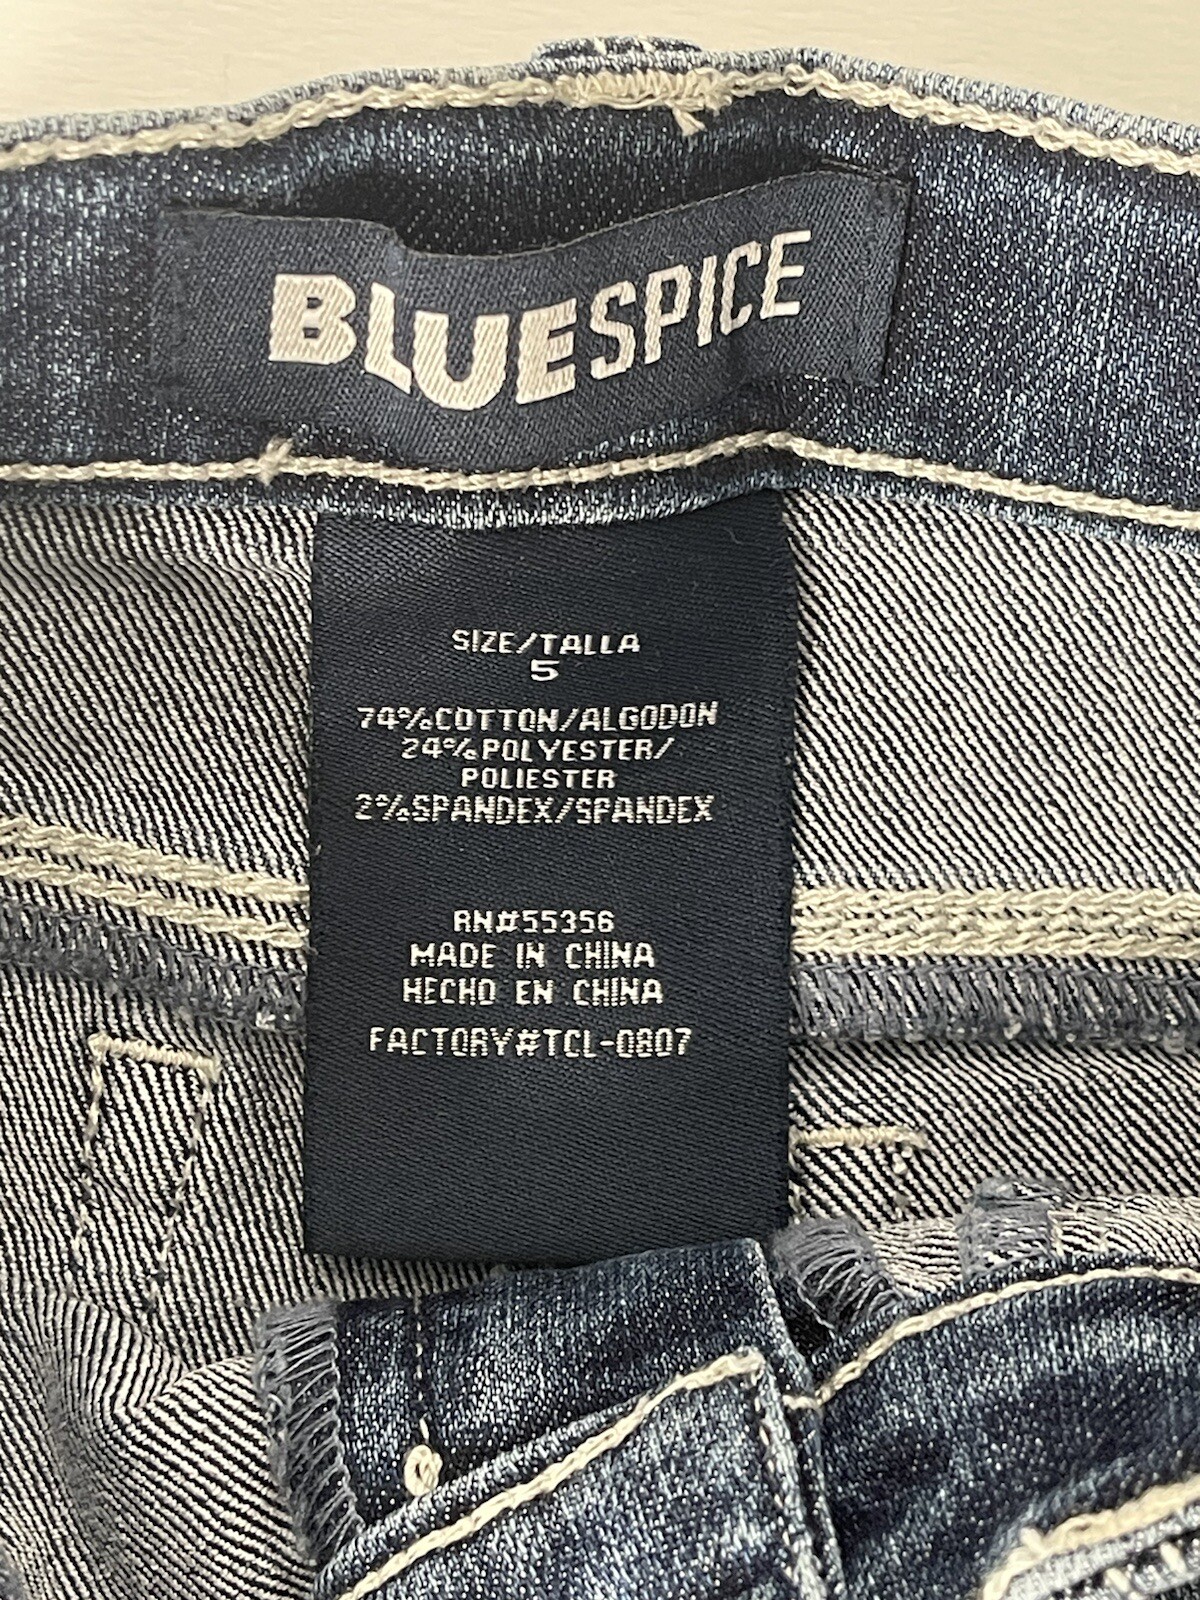 BLUESPICE
SIZE/TALLA
5
74%COTTON/ALGODON
24%POLYESTER/
POLIESTER
2%SPANDEX/SPANDEX
RN#55356
MADE IN CHINA
HECHO EN CHINA
FACTORY#TCL-0807